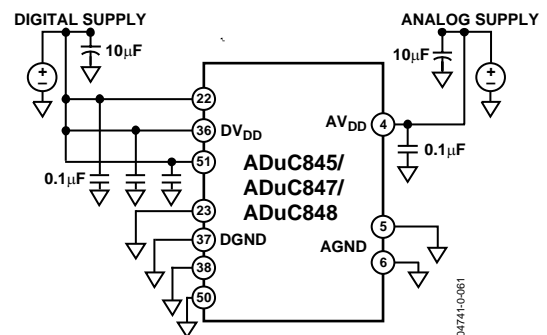 DIGITAL SUPPLY
ANALOG SUPPLY
10μF
10μF
+
–
+
–
22
36 DVDD
AVDD 4
51
0.1μF
0.1μF
ADuC845/
ADuC847/
ADuC848
23
5
37 DGND
AGND
6
38
50
04741-0-061